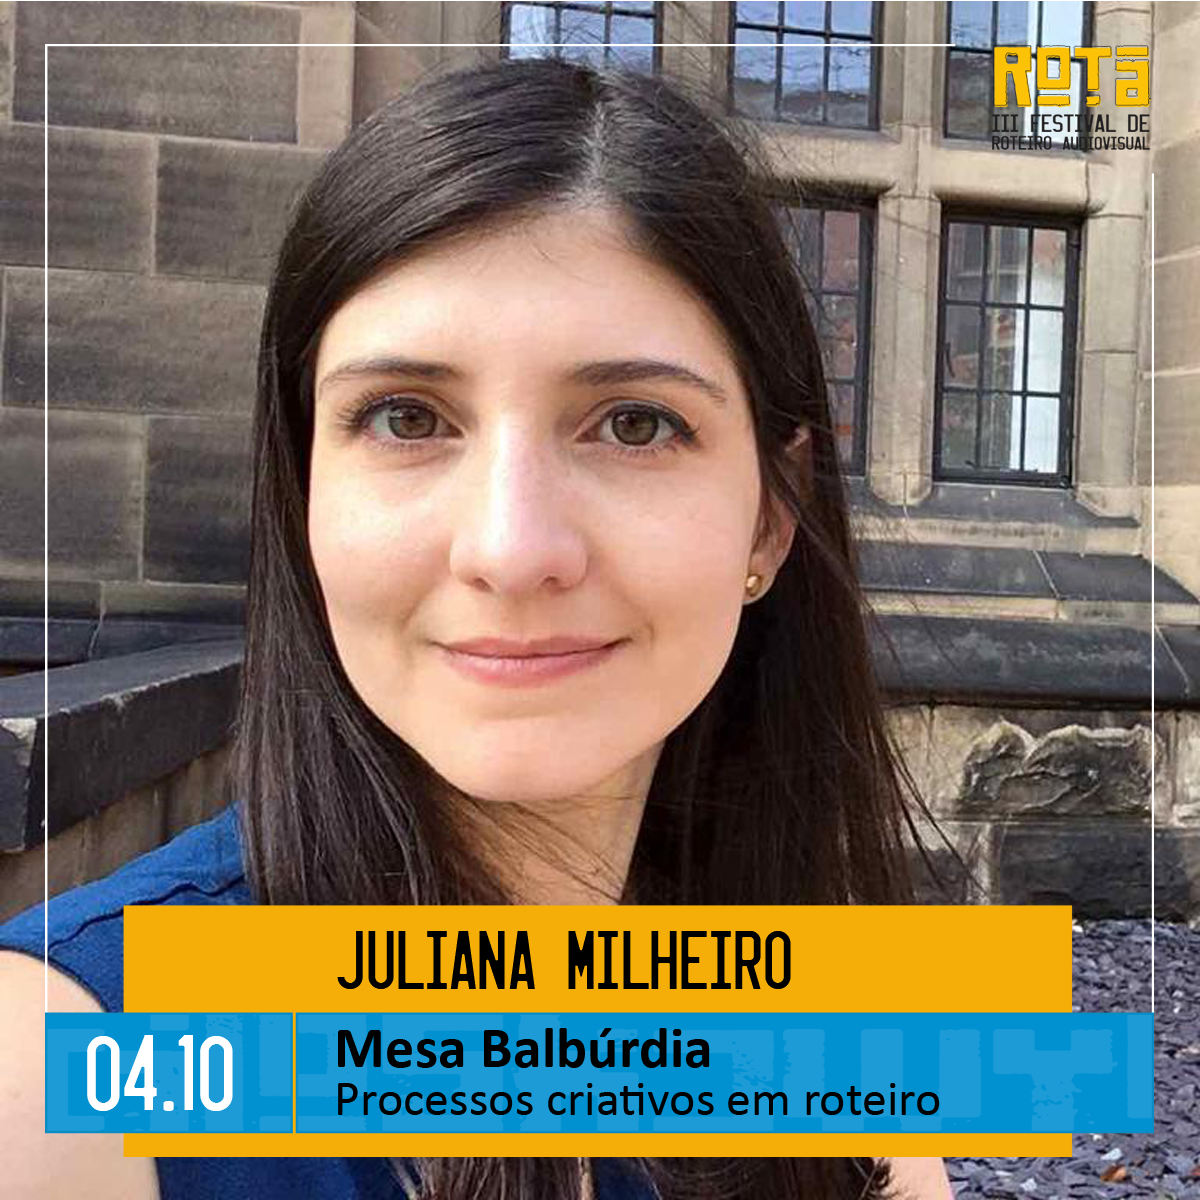 ROTA
III FESTIVAL DE
ROTEIRO AUDIOVISUAL
JULIANA MILHEIRO
04.10
Mesa Balbúrdia
Processos criativos em roteiro